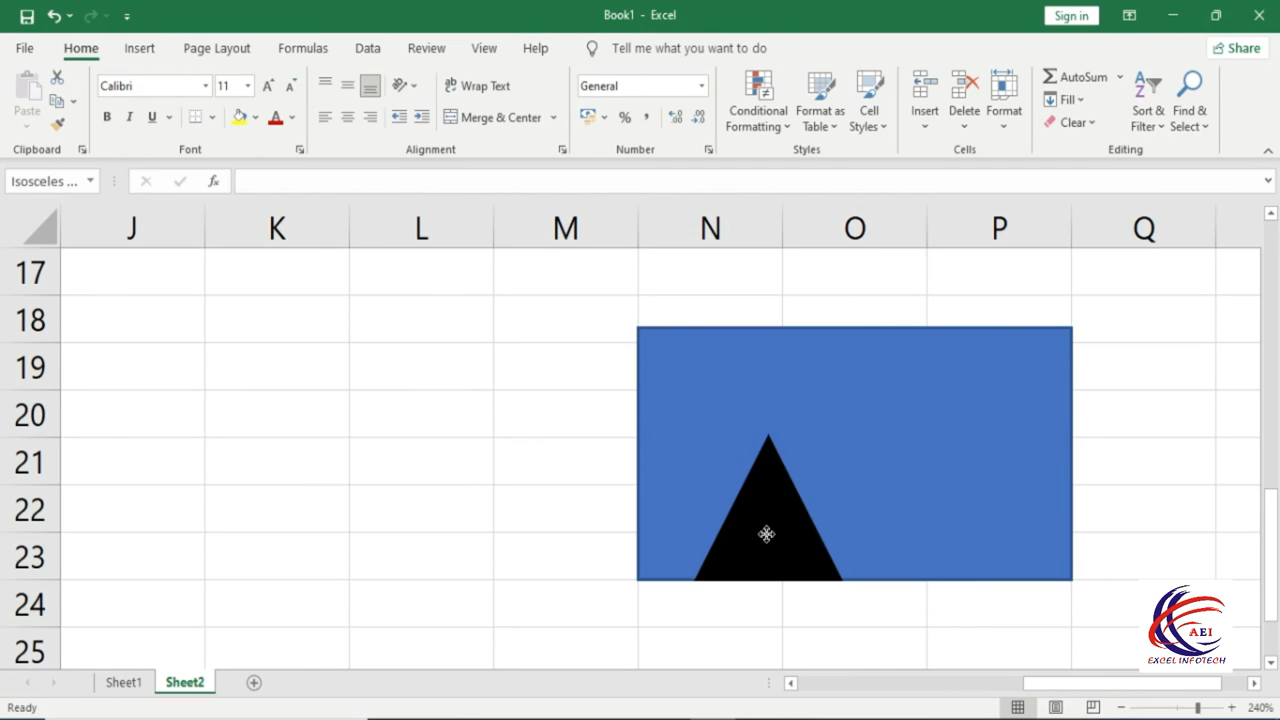 Book1 - Excel
Sign in
File Home Insert Page Layout Formulas Data Review View Help Tell me what you want to do Share
Paste
Calibri 11 A A
B I U A
Wrap Text
Merge & Center
General
% ,
Conditional Formatting
Format as Table
Cell Styles
Insert
Delete
Format
AutoSum
Fill
Clear
Sort & Filter
Find & Select
Clipboard Font Alignment Number Styles Cells Editing
Isosceles ... fx
J K L M N O P Q
17
18
19
20
21
22
23
24
25
AEI
EXCEL INFOTECH
Sheet1 Sheet2
Ready 240%